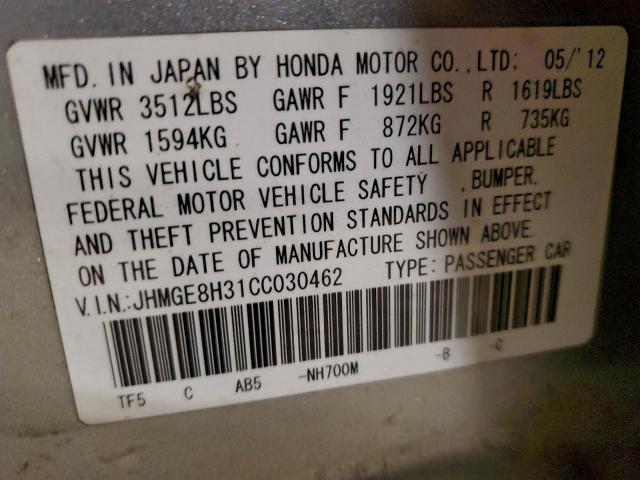 MFD. IN JAPAN BY HONDA MOTOR CO., LTD: 05/'12
GVWR 3512LBS GAWR F 1921LBS R 1619LBS
GVWR 1594KG GAWR F 872KG R 735KG
THIS VEHICLE CONFORMS TO ALL APPLICABLE
FEDERAL MOTOR VEHICLE SAFETY , BUMPER,
AND THEFT PREVENTION STANDARDS IN EFFECT
ON THE DATE OF MANUFACTURE SHOWN ABOVE.
V.I.N.:JHMGE8H31CC030462 TYPE: PASSENGER CAR
TF5 C AB5 -NH700M -B -C